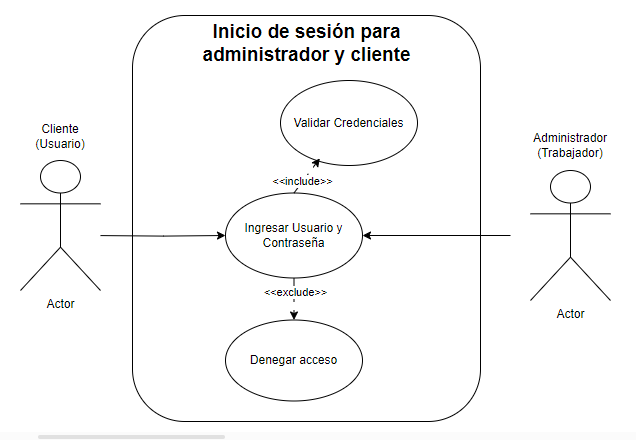 Inicio de sesión para
administrador y cliente
Validar Credenciales
Cliente
(Usuario)
Administrador
(Trabajador)
<<include>>
Ingresar Usuario y
Contraseña
<<exclude>>
Actor
Actor
Denegar acceso